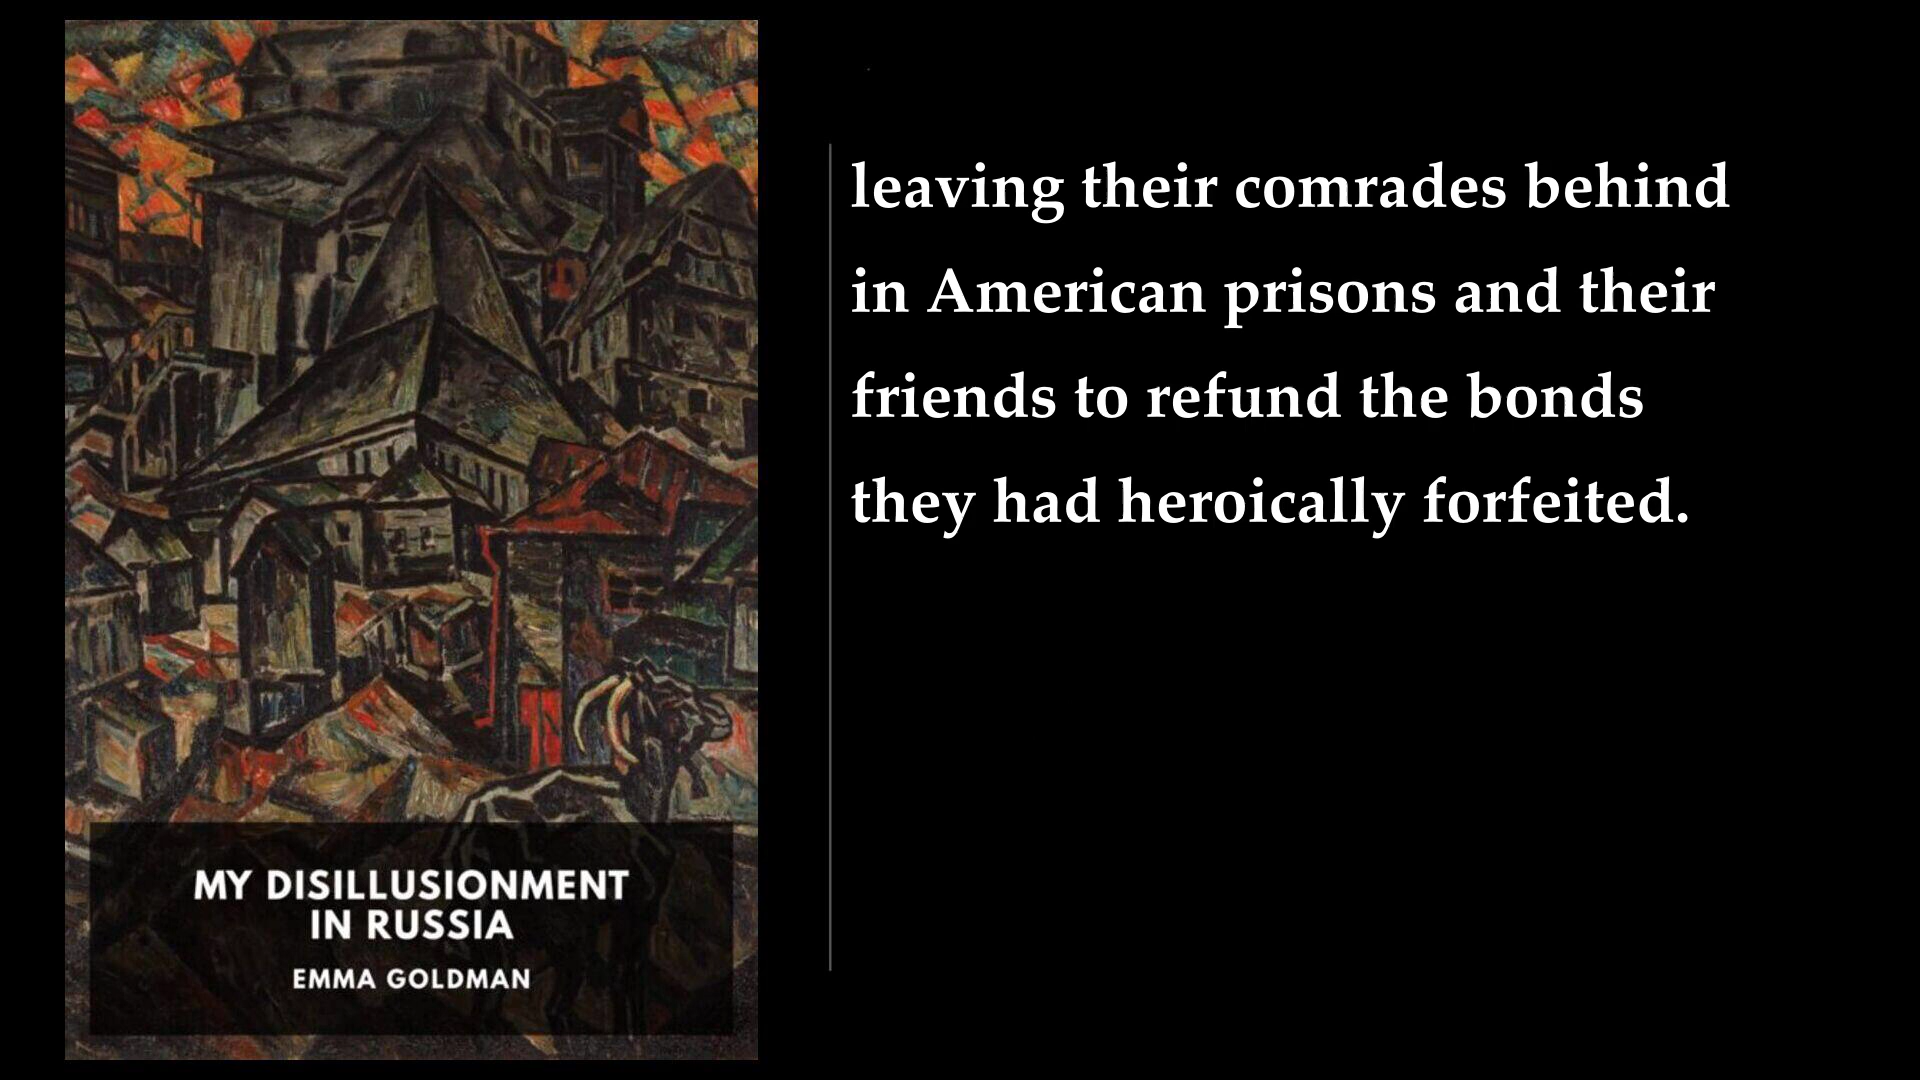 MY DISILLUSIONMENT
IN RUSSIA
EMMA GOLDMAN
leaving their comrades behind
in American prisons and their
friends to refund the bonds
they had heroically forfeited.